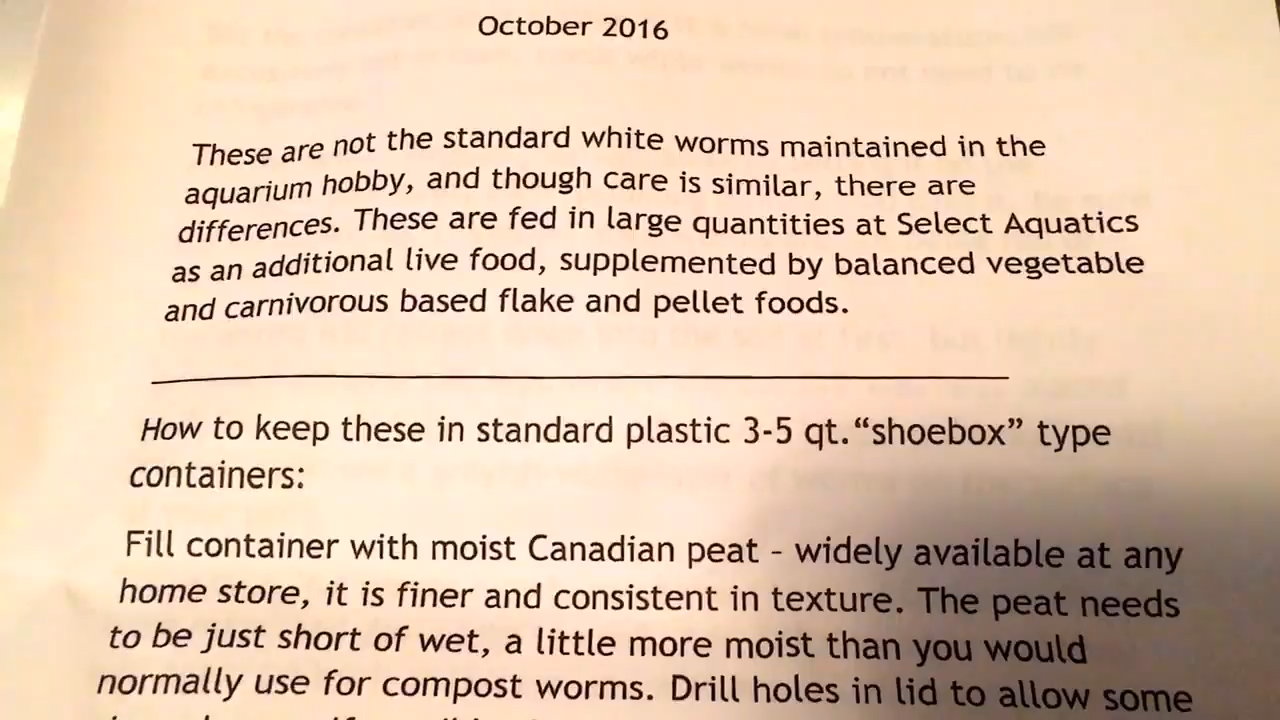 October 2016
These are not the standard white worms maintained in the
aquarium hobby, and though care is similar, there are
differences. These are fed in large quantities at Select Aquatics
as an additional live food, supplemented by balanced vegetable
and carnivorous based flake and pellet foods.
How to keep these in standard plastic 3-5 qt.“shoebox” type
containers:
Fill container with moist Canadian peat - widely available at any
home store, it is finer and consistent in texture. The peat needs
to be just short of wet, a little more moist than you would
normally use for compost worms. Drill holes in lid to allow some